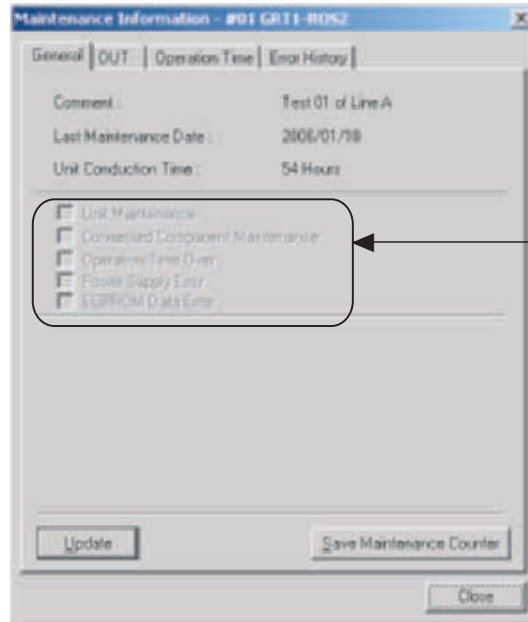 Maintenance Information - #01 GRT1-ROS2
General OUT Operation Time Error History
Comment : Test 01 of Line A
Last Maintenance Date : 2006/01/18
Unit Conduction Time : 54 Hours
Unit Maintenance
Connected Component Maintenance
Operation Time Over
Power Supply Error
EEPROM Data Error
Update Save Maintenance Counter
Close